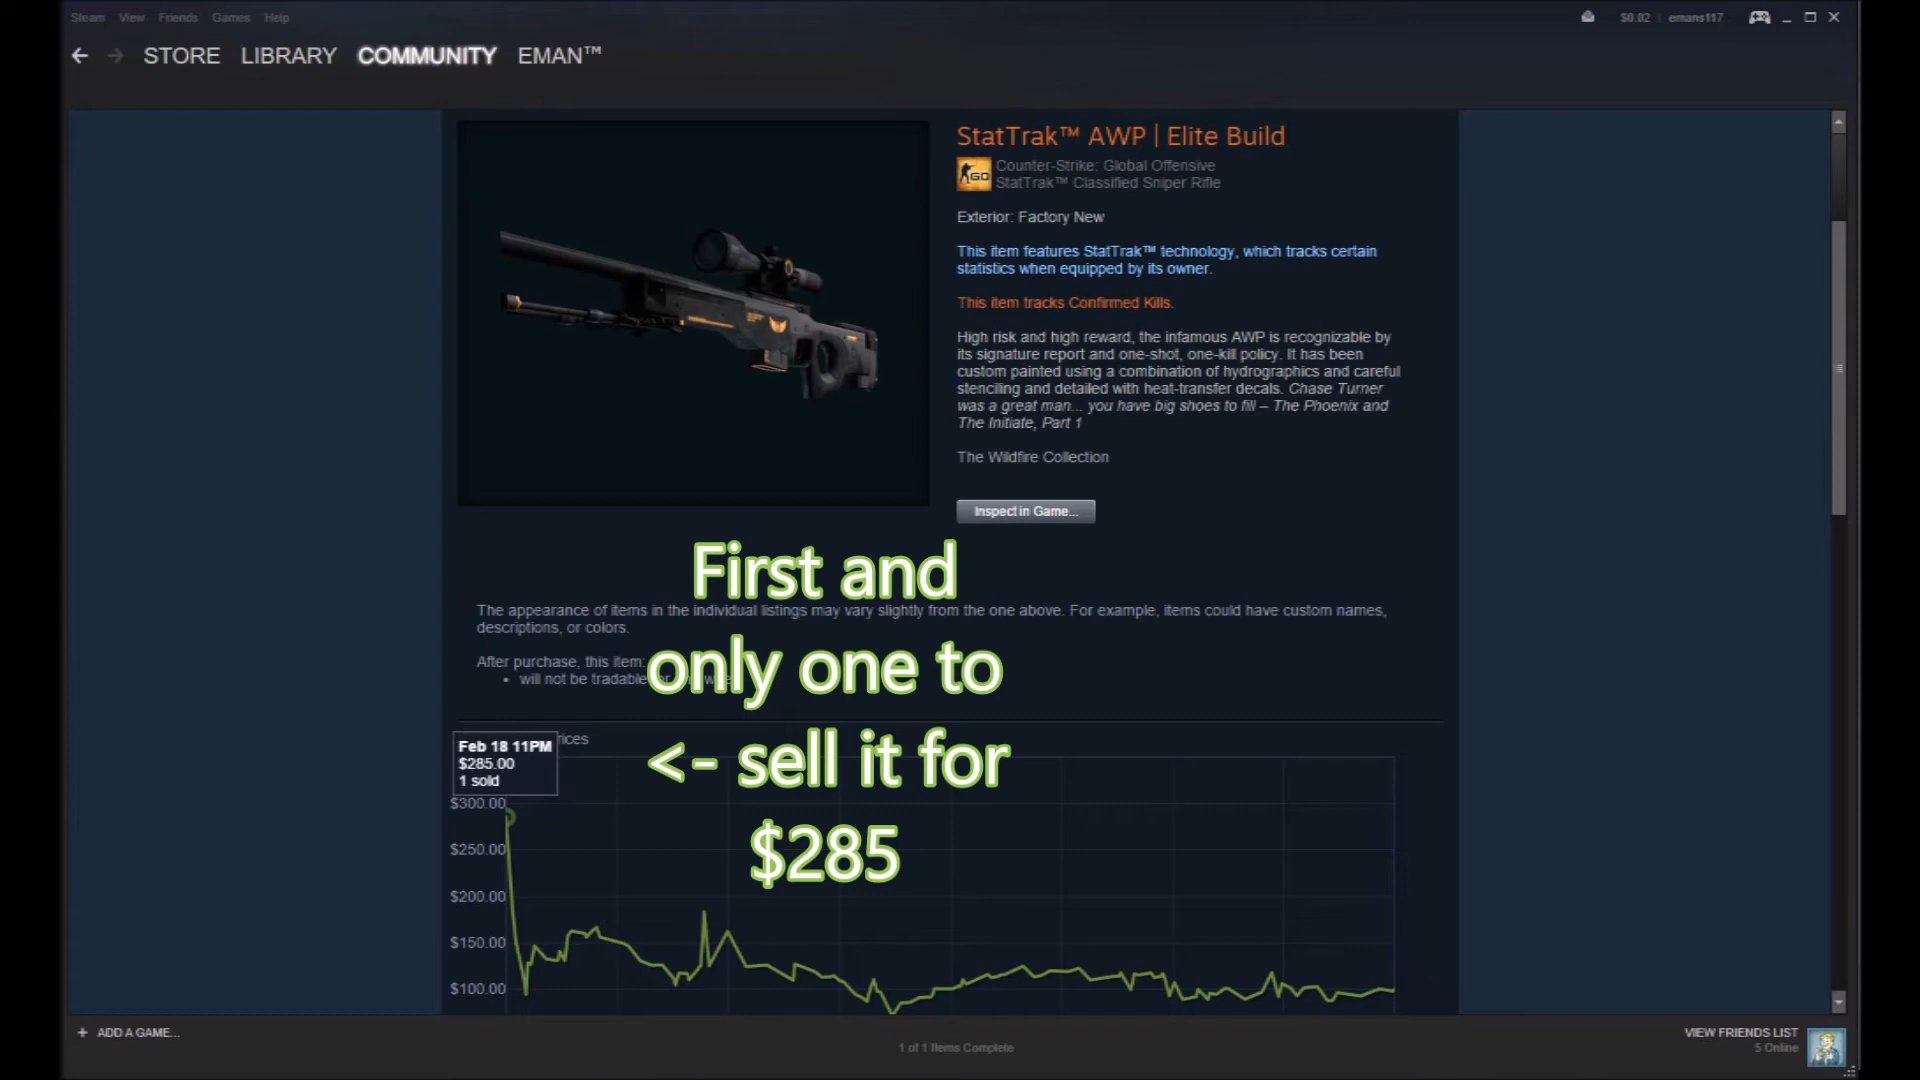 Steam View Friends Games Help
$0.02 | emans117
STORE LIBRARY COMMUNITY EMAN™
StatTrak™ AWP | Elite Build
GO
Counter-Strike: Global Offensive
StatTrak™ Classified Sniper Rifle
Exterior: Factory New
This item features StatTrak™ technology, which tracks certain
statistics when equipped by its owner.
This item tracks Confirmed Kills.
High risk and high reward, the infamous AWP is recognizable by
its signature report and one-shot, one-kill policy. It has been
custom painted using a combination of hydrographics and careful
stenciling and detailed with heat-transfer decals. Chase Turner
was a great man... you have big shoes to fill – The Phoenix and
The Initiate, Part 1
The Wildfire Collection
Inspect in Game...
First and
only one to
<- sell it for
$285
The appearance of items in the individual listings may vary slightly from the one above. For example, items could have custom names,
descriptions, or colors.
After purchase, this item:
• will not be tradable
Feb 18 11PM
$285.00
1 sold
$300.00
$250.00
$200.00
$150.00
$100.00
+ ADD A GAME...
1 of 1 Items Complete
VIEW FRIENDS LIST
5 Online